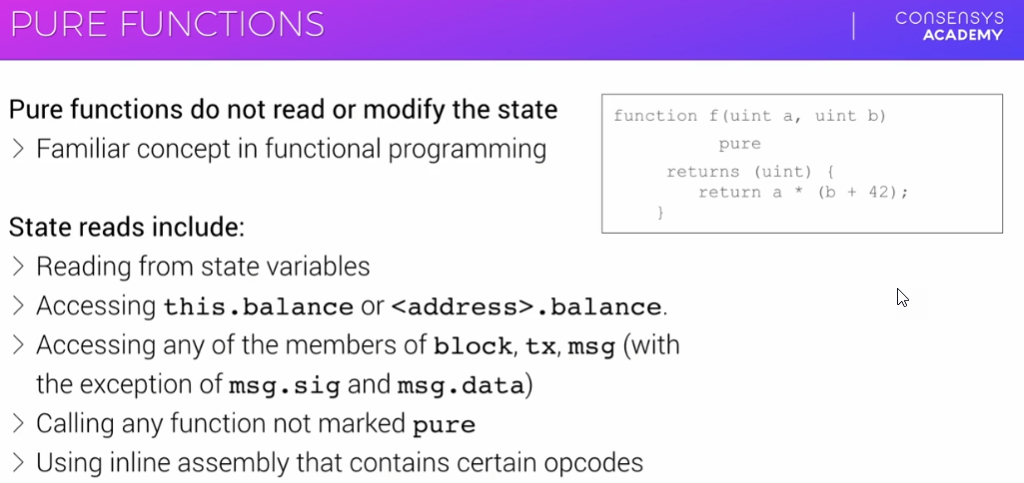 PURE FUNCTIONS
CONSENSYS
ACADEMY
Pure functions do not read or modify the state
> Familiar concept in functional programming
function f(uint a, uint b)
pure
returns (uint) {
return a * (b + 42);
}
State reads include:
> Reading from state variables
> Accessing this.balance or <address>.balance.
> Accessing any of the members of block, tx, msg (with
the exception of msg.sig and msg.data)
> Calling any function not marked pure
> Using inline assembly that contains certain opcodes